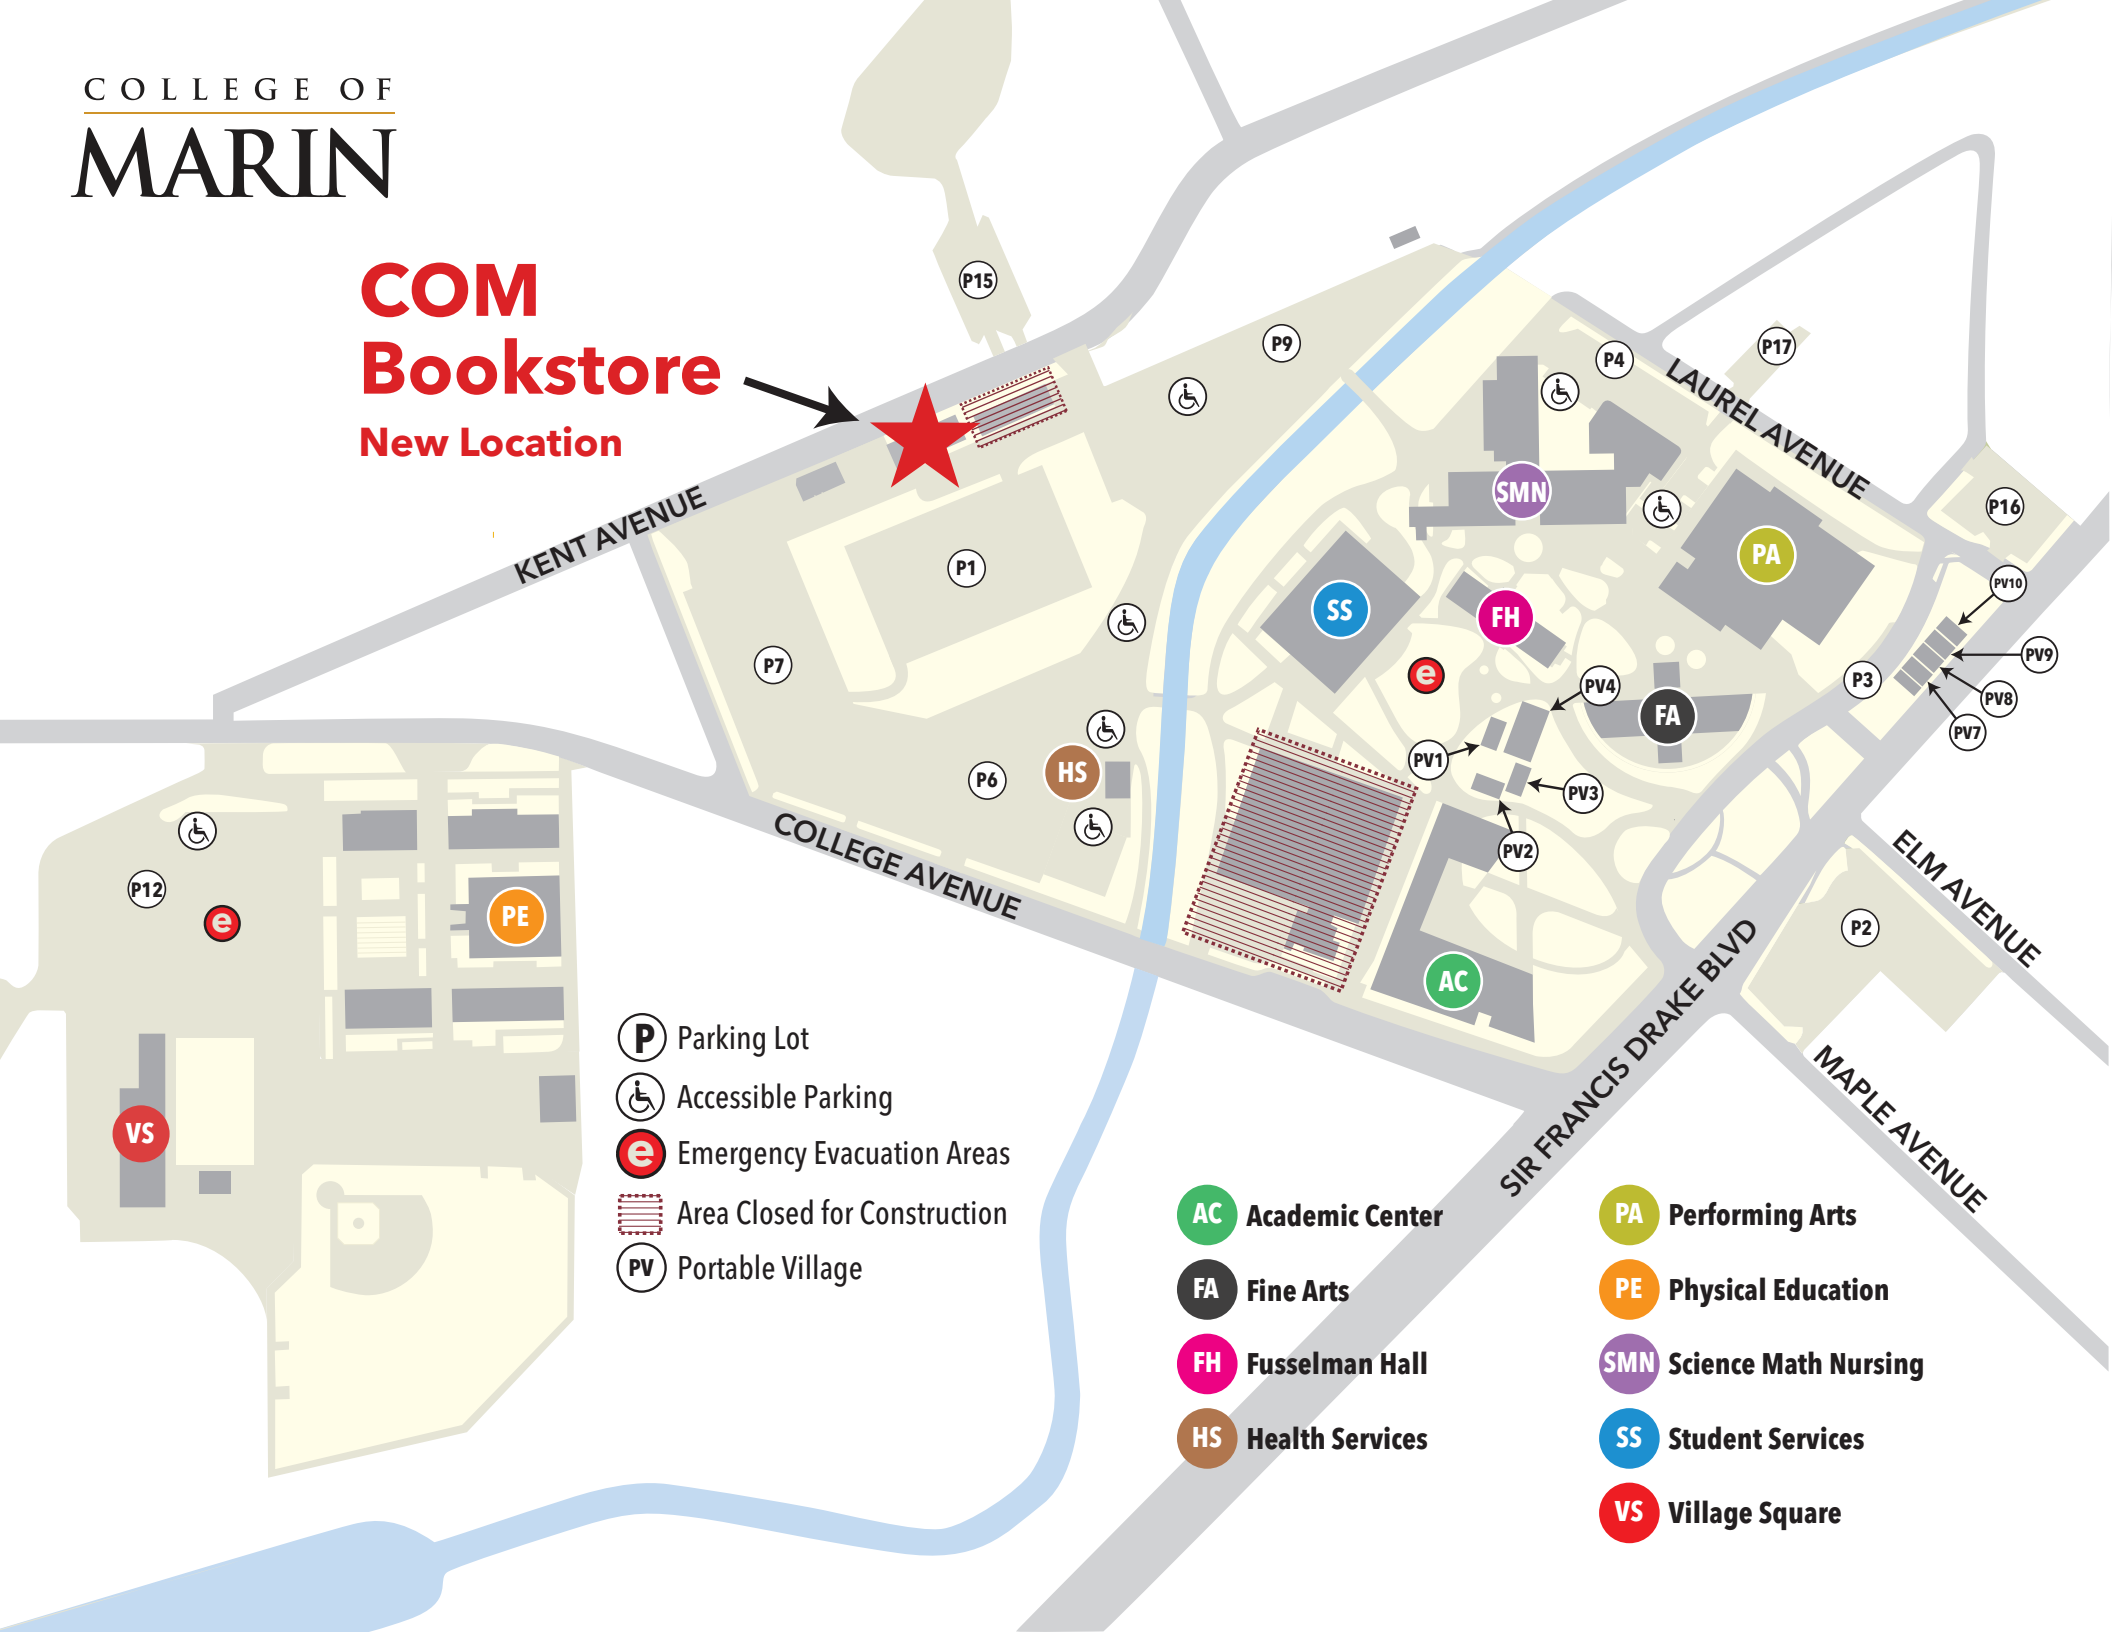 COLLEGE OF
MARIN
COM
Bookstore
New Location
P15
P9
P4
P17
LAUREL AVENUE
KENT AVENUE
SMN
P16
PA
P1
PV10
SS
FH
P7
e
PV4
P3
PV9
PV8
FA
PV7
PV1
P6
HS
PV3
PV2
COLLEGE AVENUE
ELM AVENUE
P12
e
PE
P2
AC
SIR FRANCIS DRAKE BLVD
MAPLE AVENUE
VS
P Parking Lot
Accessible Parking
e Emergency Evacuation Areas
Area Closed for Construction
PV Portable Village
AC Academic Center
FA Fine Arts
FH Fusselman Hall
HS Health Services
PA Performing Arts
PE Physical Education
SMN Science Math Nursing
SS Student Services
VS Village Square